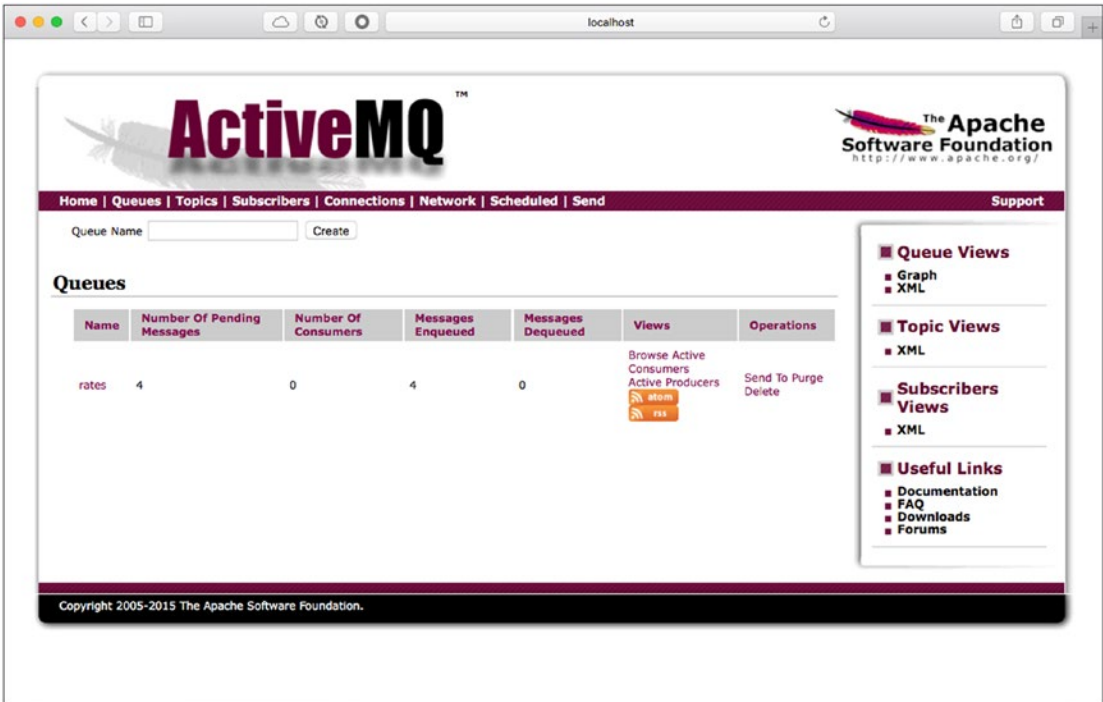 localhost
ActiveMQ™
The Apache
Software Foundation
http://www.apache.org/
Home | Queues | Topics | Subscribers | Connections | Network | Scheduled | Send
Support
Queue Name
Create
Queues
Name
Number Of Pending
Messages
Number Of
Consumers
Messages
Enqueued
Messages
Dequeued
Views
Operations
rates
4
0
4
0
Browse Active
Consumers
Active Producers
atom
rss
Send To Purge
Delete
Queue Views
Graph
XML
Topic Views
XML
Subscribers
Views
XML
Useful Links
Documentation
FAQ
Downloads
Forums
Copyright 2005-2015 The Apache Software Foundation.